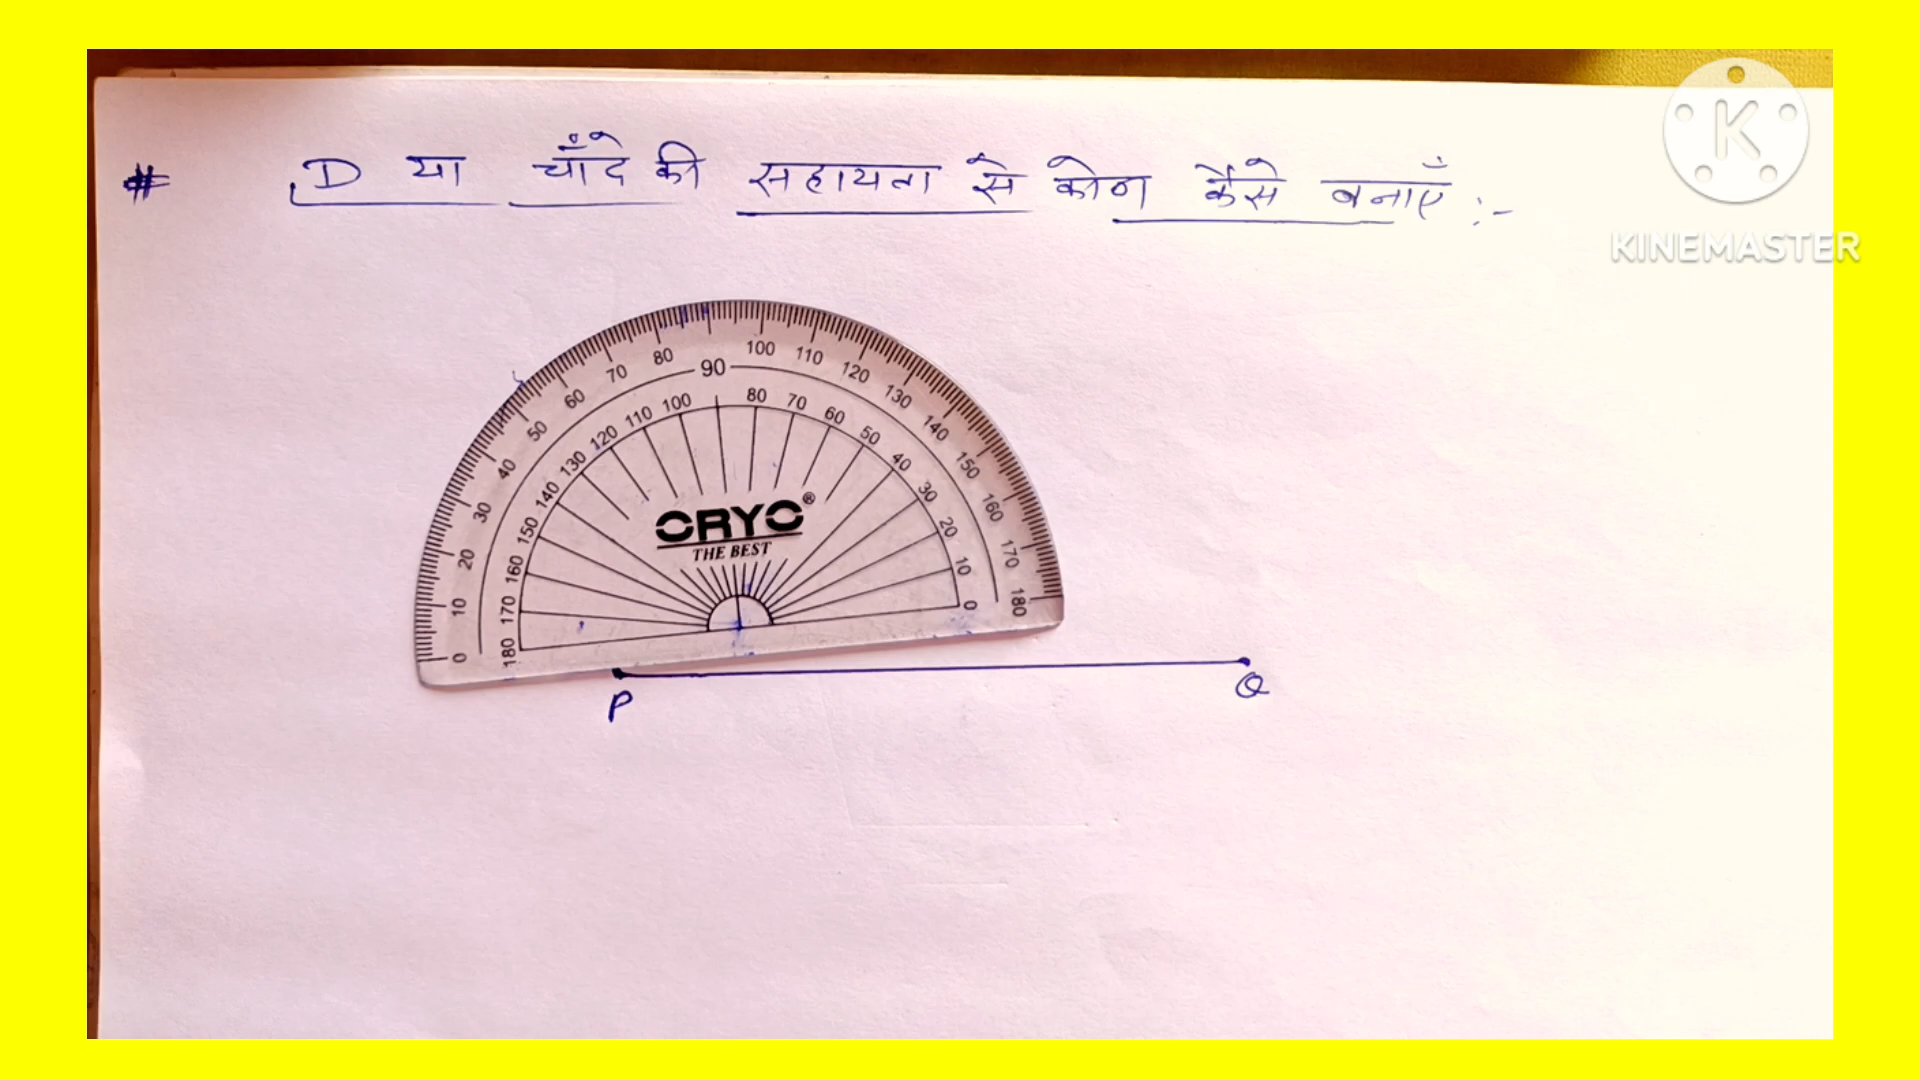 # D या चाँदे की सहायता से कोण कैसे बनाएँ :-
KINEMASTER
80 90 100 110 120 130 140 150 160 170 180
70 60 50 40 30 20 10 0
100 110 120 130 140 150 160 170 180
80 70 60 50 40 30 20 10 0
ORYO®
THE BEST
P Q